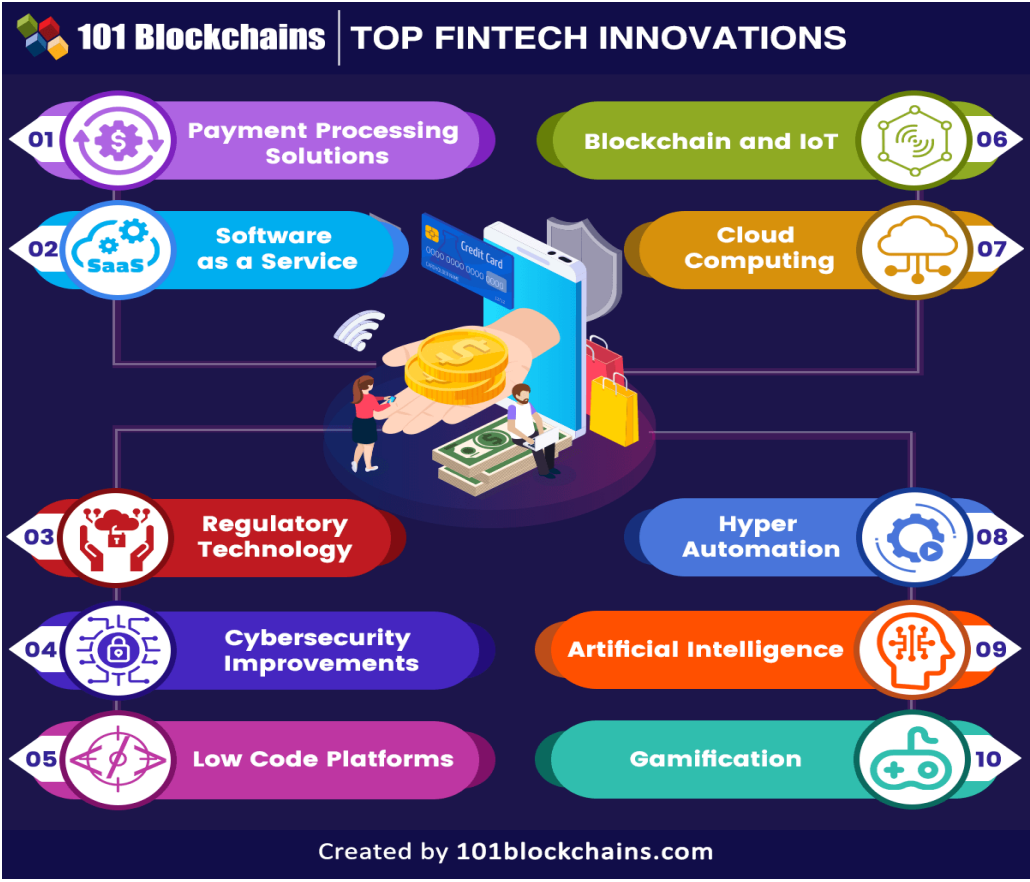 101 Blockchains
TOP FINTECH INNOVATIONS
01
Payment Processing
Solutions
02
SaaS
Software
as a Service
03
Regulatory
Technology
04
Cybersecurity
Improvements
05
Low Code Platforms
Credit Card
0000 0000 0000 0000
Blockchain and IoT
06
Cloud
Computing
07
Hyper
Automation
08
Artificial Intelligence
09
Gamification
10
Created by 101blockchains.com